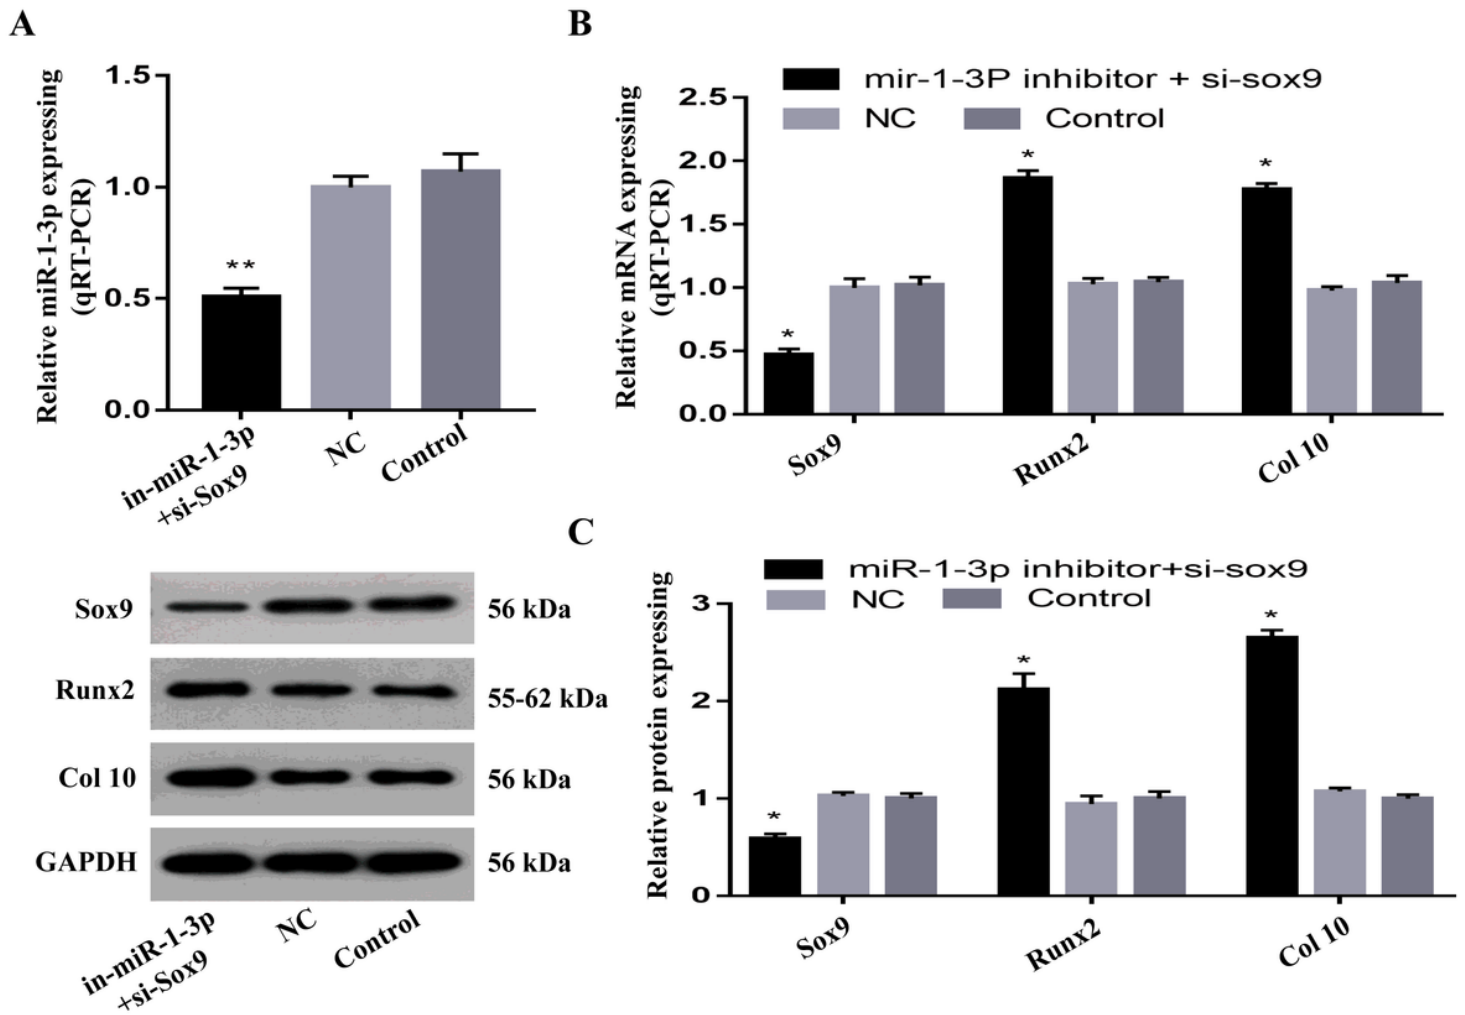 A
Relative miR-1-3p expressing
(qRT-PCR)
1.5
1.0
0.5
0.0
**
in-miR-1-3p
+si-Sox9
NC
Control
B
mir-1-3P inhibitor + si-sox9
NC
Control
Relative mRNA expressing
(qRT-PCR)
2.5
2.0
1.5
1.0
0.5
0.0
*
*
*
Sox9
Runx2
Col 10
Sox9
56 kDa
Runx2
55-62 kDa
Col 10
56 kDa
GAPDH
56 kDa
in-miR-1-3p
+si-Sox9
NC
Control
C
miR-1-3p inhibitor+si-sox9
NC
Control
Relative protein expressing
3
2
1
0
*
*
*
Sox9
Runx2
Col 10